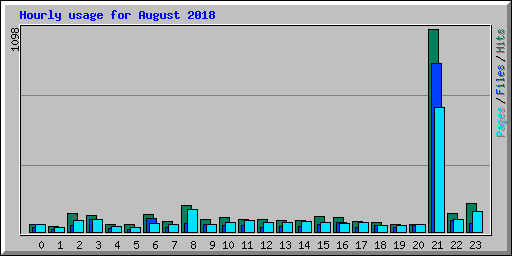 Hourly usage for August 2018
1098
Pages/Files/Hits
0 1 2 3 4 5 6 7 8 9 10 11 12 13 14 15 16 17 18 19 20 21 22 23